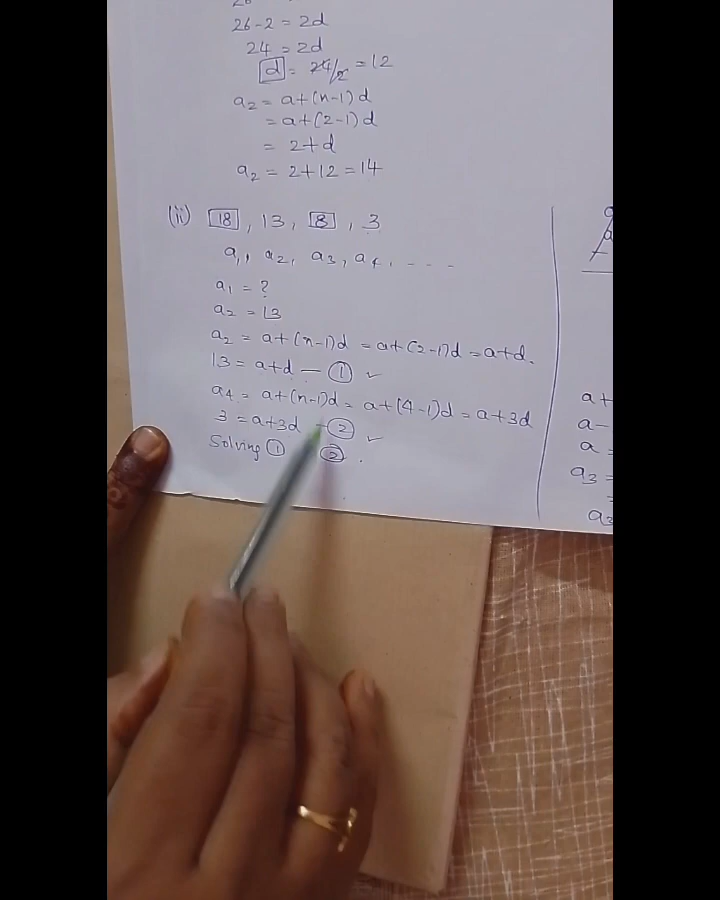 26-2 = 2d
24 = 2d
d = 24/2 = 12
a2 = a+(n-1)d
= a+(2-1)d
= 2+d
a2 = 2+12 = 14
(ii) 18, 13, 8, 3
a1, a2, a3, a4, - - - -
a1 = ?
a2 = 13
a2 = a+(n-1)d = a+(2-1)d = a+d.
13 = a+d — ① ✓
a4 = a+(n-1)d = a+(4-1)d = a+3d
3 = a+3d — ② ✓
Solving ① ② .
a+
a-
a =
a3 =
=
a3